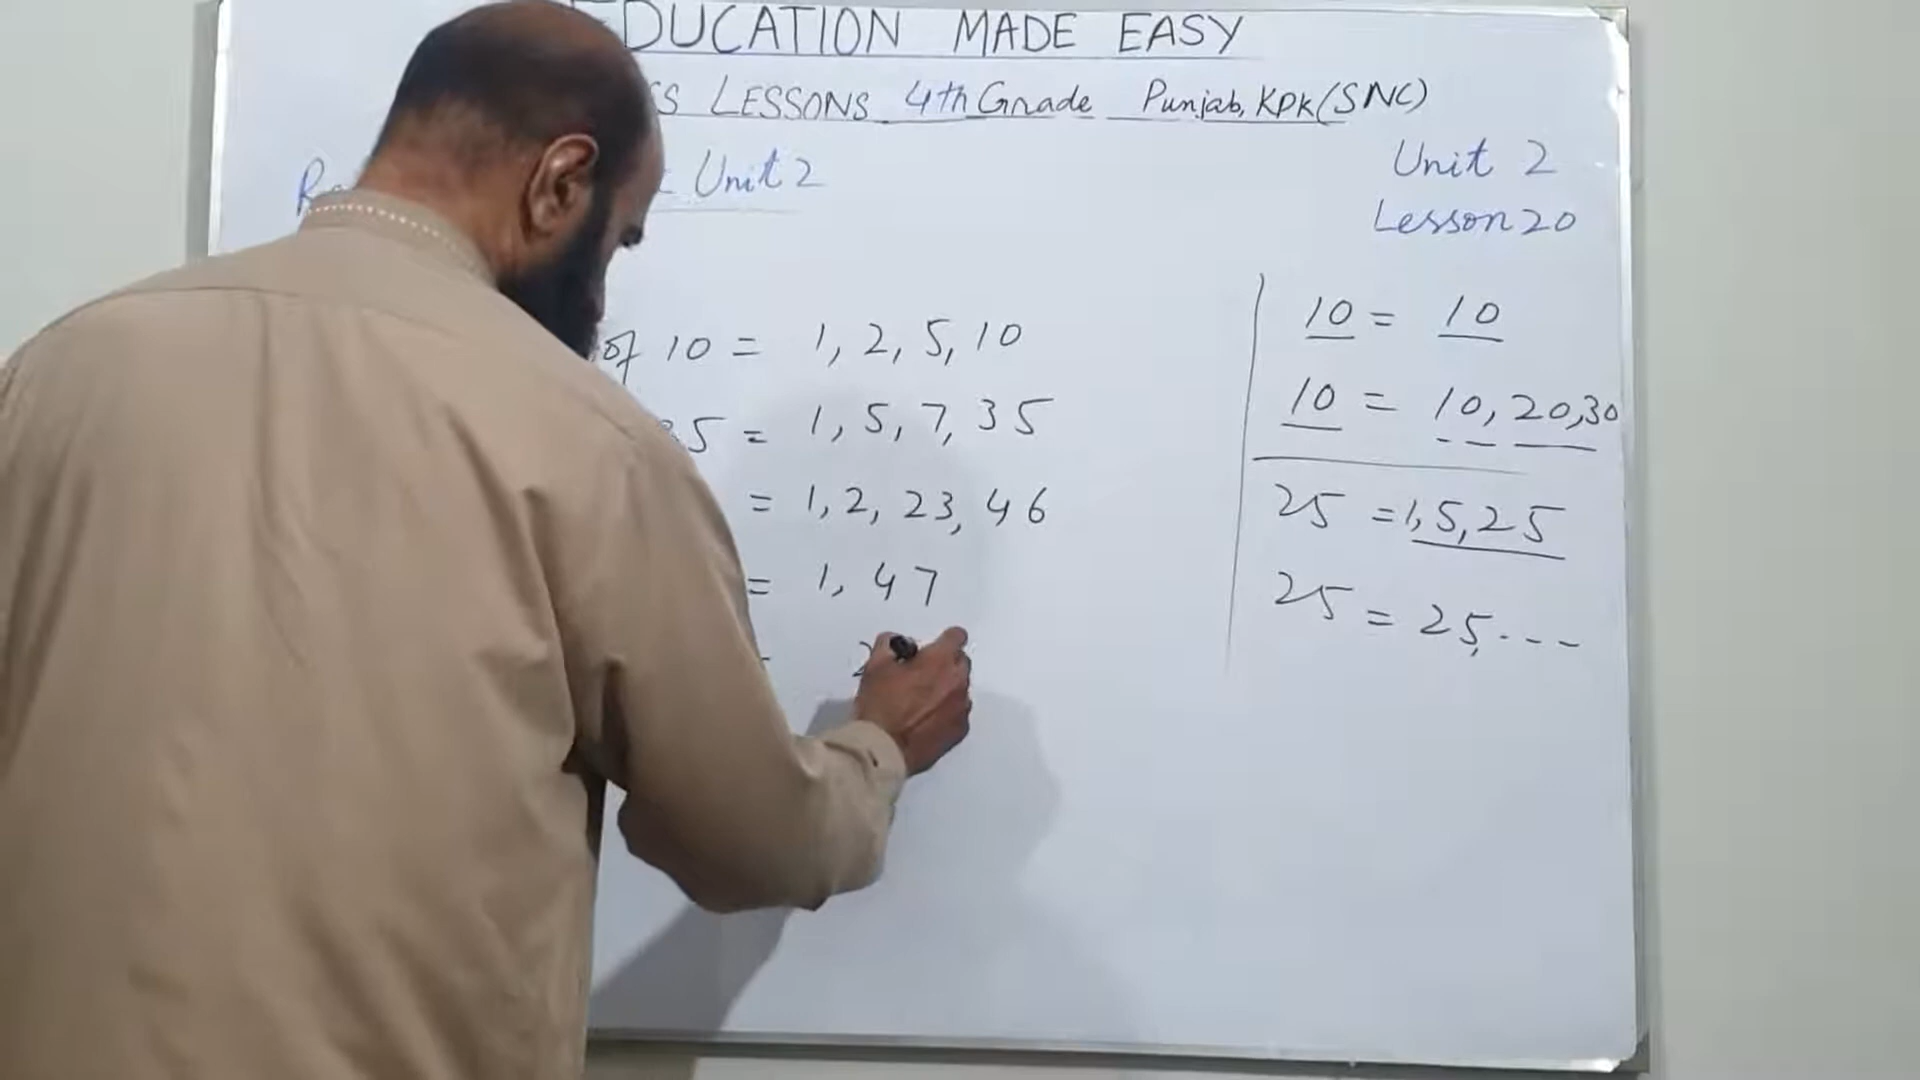 EDUCATION MADE EASY
LESSONS 4th Grade Punjab, KPK (SNC)
Unit 2
Unit 2
Lesson 20
of 10 = 1, 2, 5, 10
35 = 1, 5, 7, 35
= 1, 2, 23, 46
= 1, 47
10 = 10
10 = 10, 20, 30
25 = 1, 5, 25
25 = 25, ---